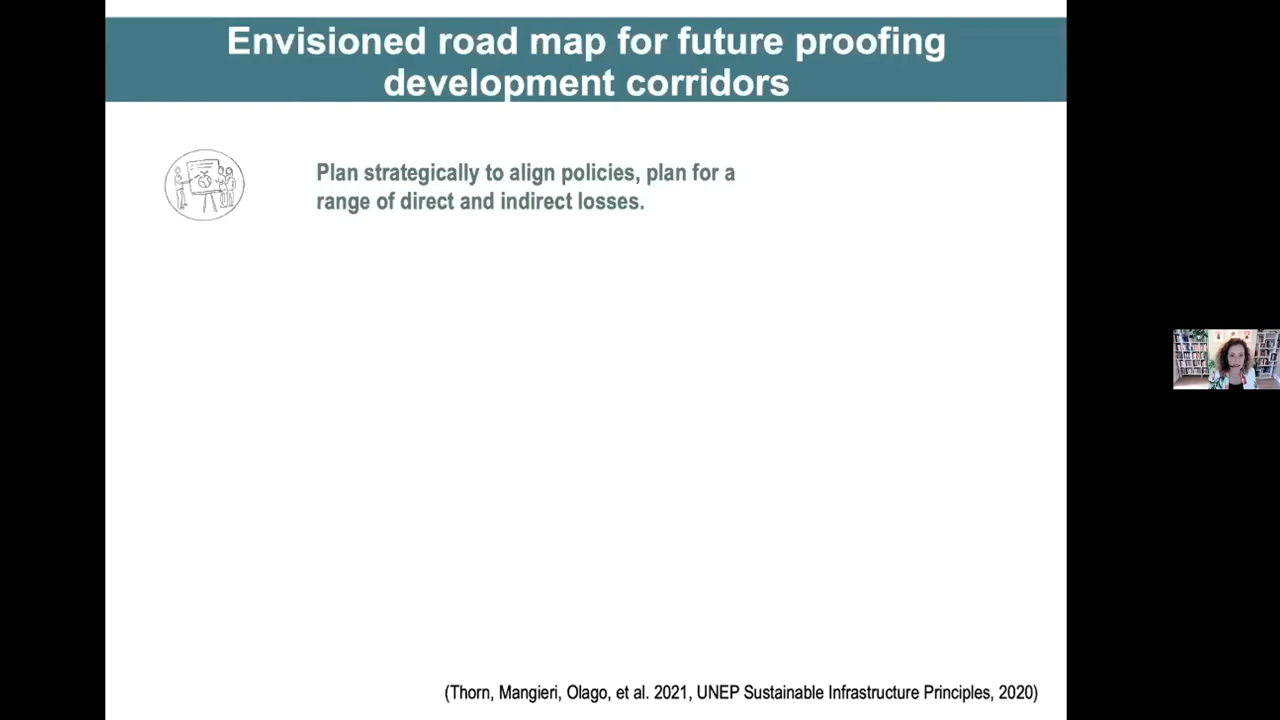 Envisioned road map for future proofing
development corridors
Plan strategically to align policies, plan for a
range of direct and indirect losses.
(Thorn, Mangieri, Olago, et al. 2021, UNEP Sustainable Infrastructure Principles, 2020)